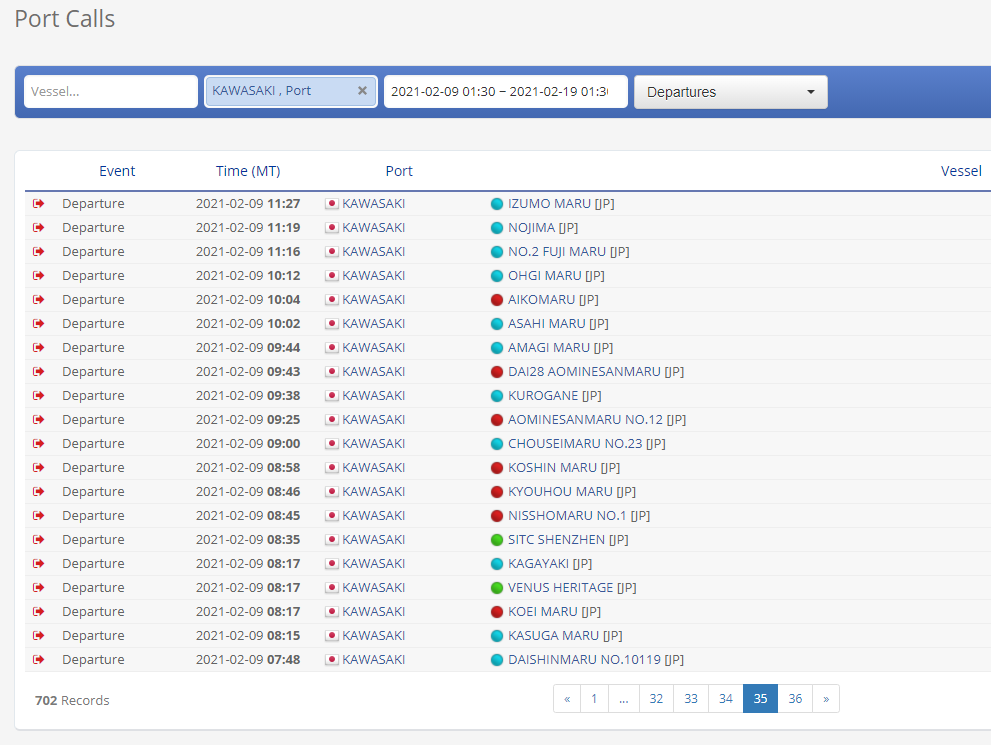 Port Calls
Vessel... KAWASAKI , Port × 2021-02-09 01:30 – 2021-02-19 01:30 Departures
Event Time (MT) Port Vessel
Departure 2021-02-09 11:27 KAWASAKI IZUMO MARU [JP]
Departure 2021-02-09 11:19 KAWASAKI NOJIMA [JP]
Departure 2021-02-09 11:16 KAWASAKI NO.2 FUJI MARU [JP]
Departure 2021-02-09 10:12 KAWASAKI OHGI MARU [JP]
Departure 2021-02-09 10:04 KAWASAKI AIKOMARU [JP]
Departure 2021-02-09 10:02 KAWASAKI ASAHI MARU [JP]
Departure 2021-02-09 09:44 KAWASAKI AMAGI MARU [JP]
Departure 2021-02-09 09:43 KAWASAKI DAI28 AOMINESANMARU [JP]
Departure 2021-02-09 09:38 KAWASAKI KUROGANE [JP]
Departure 2021-02-09 09:25 KAWASAKI AOMINESANMARU NO.12 [JP]
Departure 2021-02-09 09:00 KAWASAKI CHOUSEIMARU NO.23 [JP]
Departure 2021-02-09 08:58 KAWASAKI KOSHIN MARU [JP]
Departure 2021-02-09 08:46 KAWASAKI KYOUHOU MARU [JP]
Departure 2021-02-09 08:45 KAWASAKI NISSHOMARU NO.1 [JP]
Departure 2021-02-09 08:35 KAWASAKI SITC SHENZHEN [JP]
Departure 2021-02-09 08:17 KAWASAKI KAGAYAKI [JP]
Departure 2021-02-09 08:17 KAWASAKI VENUS HERITAGE [JP]
Departure 2021-02-09 08:17 KAWASAKI KOEI MARU [JP]
Departure 2021-02-09 08:15 KAWASAKI KASUGA MARU [JP]
Departure 2021-02-09 07:48 KAWASAKI DAISHINMARU NO.10119 [JP]
702 Records « 1 ... 32 33 34 35 36 »